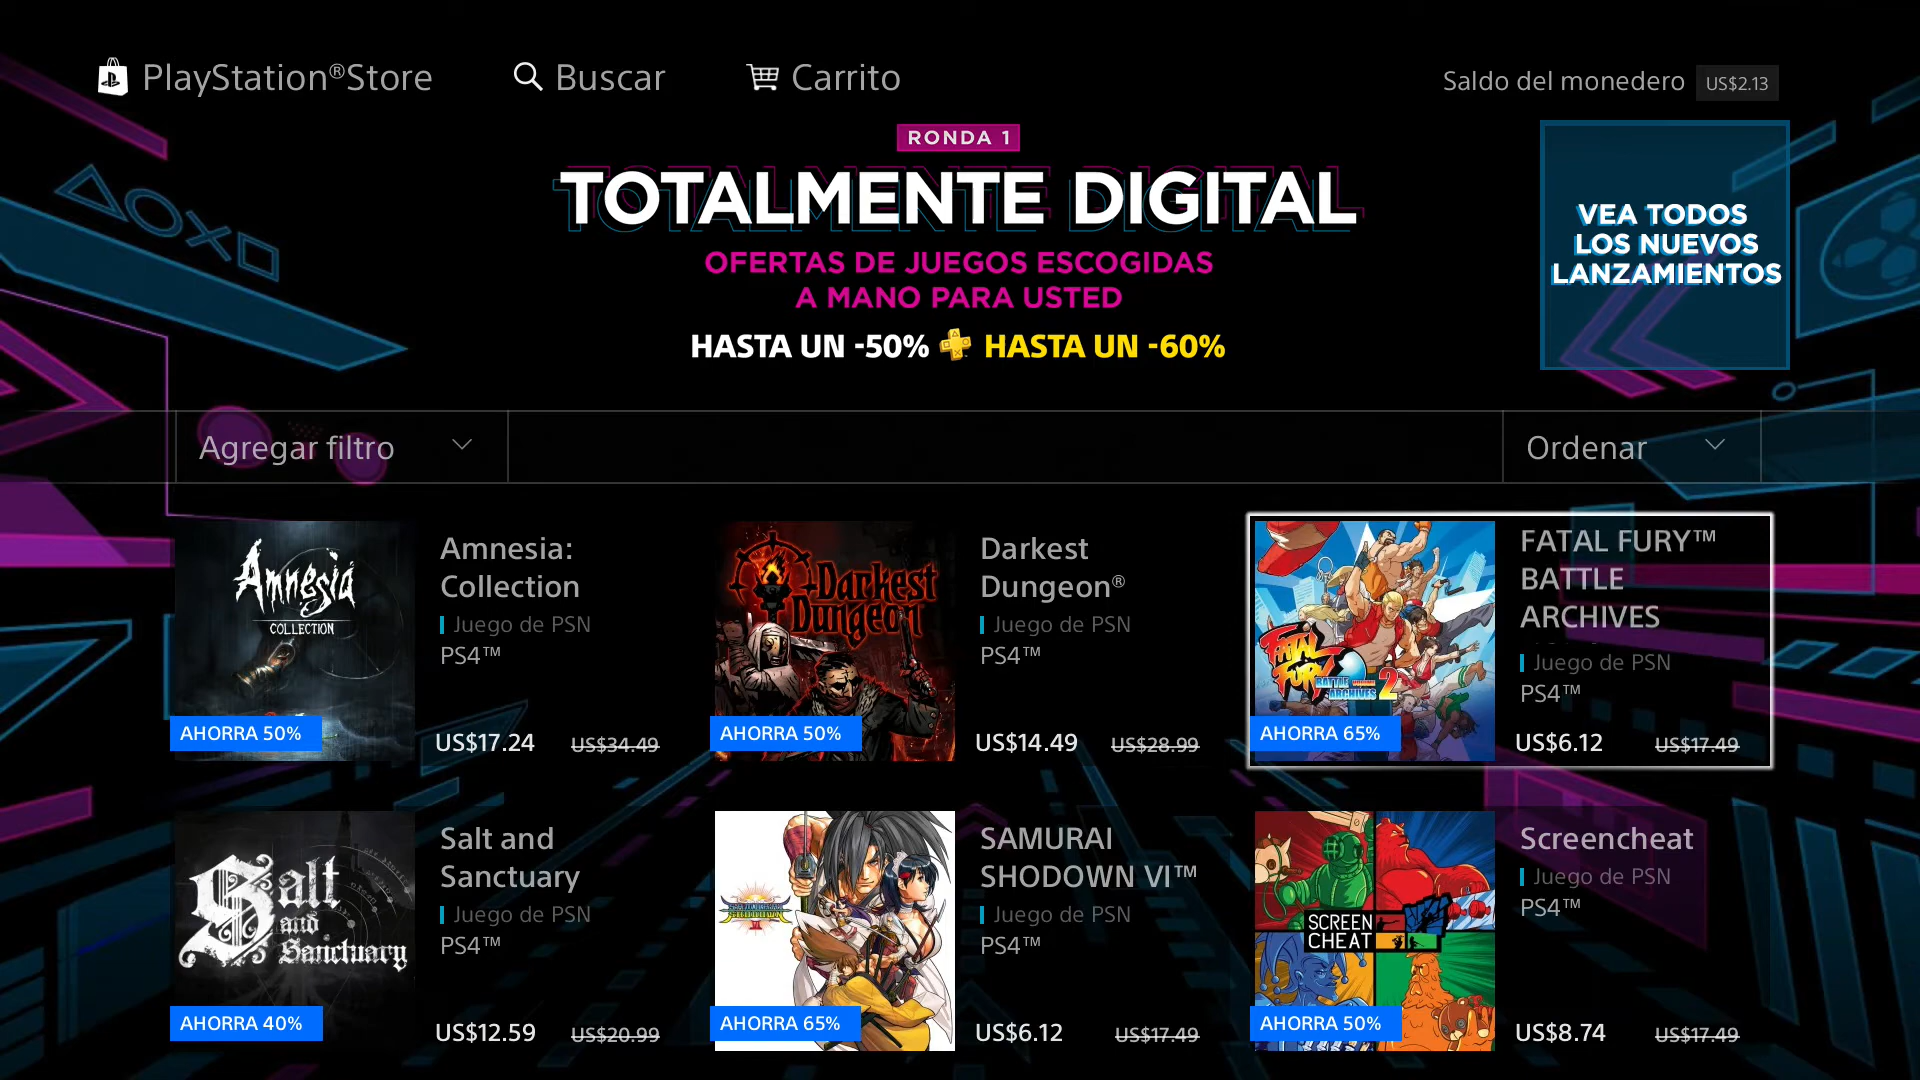 PlayStation®Store
Buscar
Carrito
Saldo del monedero US$2.13
RONDA 1
TOTALMENTE DIGITAL
OFERTAS DE JUEGOS ESCOGIDAS
A MANO PARA USTED
HASTA UN -50% HASTA UN -60%
VEA TODOS
LOS NUEVOS
LANZAMIENTOS
Agregar filtro
Ordenar
Amnesia
COLLECTION
AHORRA 50%
Amnesia:
Collection
Juego de PSN
PS4™
US$17.24 US$34.49
Darkest
Dungeon
AHORRA 50%
Darkest
Dungeon®
Juego de PSN
PS4™
US$14.49 US$28.99
FATAL
FURY
BATTLE
ARCHIVES 2
AHORRA 65%
FATAL FURY™
BATTLE
ARCHIVES
Juego de PSN
PS4™
US$6.12 US$17.49
Salt
and
Sanctuary
AHORRA 40%
Salt and
Sanctuary
Juego de PSN
PS4™
US$12.59 US$20.99
AHORRA 65%
SAMURAI
SHODOWN VI™
Juego de PSN
PS4™
US$6.12 US$17.49
SCREEN
CHEAT
AHORRA 50%
Screencheat
Juego de PSN
PS4™
US$8.74 US$17.49